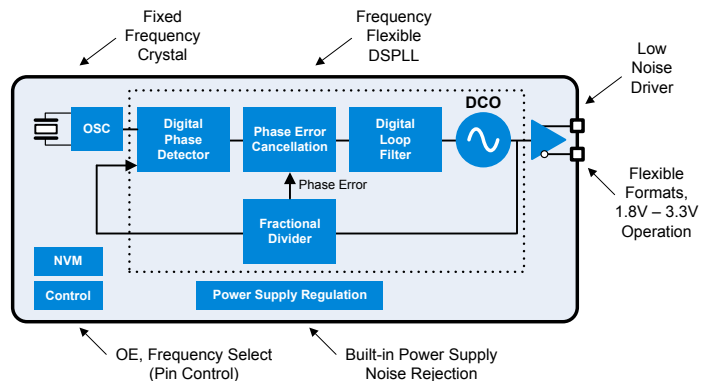 Fixed
Frequency
Crystal
Frequency
Flexible
DSPLL
Low
Noise
Driver
OSC
Digital
Phase
Detector
Phase Error
Cancellation
Digital
Loop
Filter
DCO
Phase Error
Fractional
Divider
Flexible
Formats,
1.8V – 3.3V
Operation
NVM
Control
Power Supply Regulation
OE, Frequency Select
(Pin Control)
Built-in Power Supply
Noise Rejection